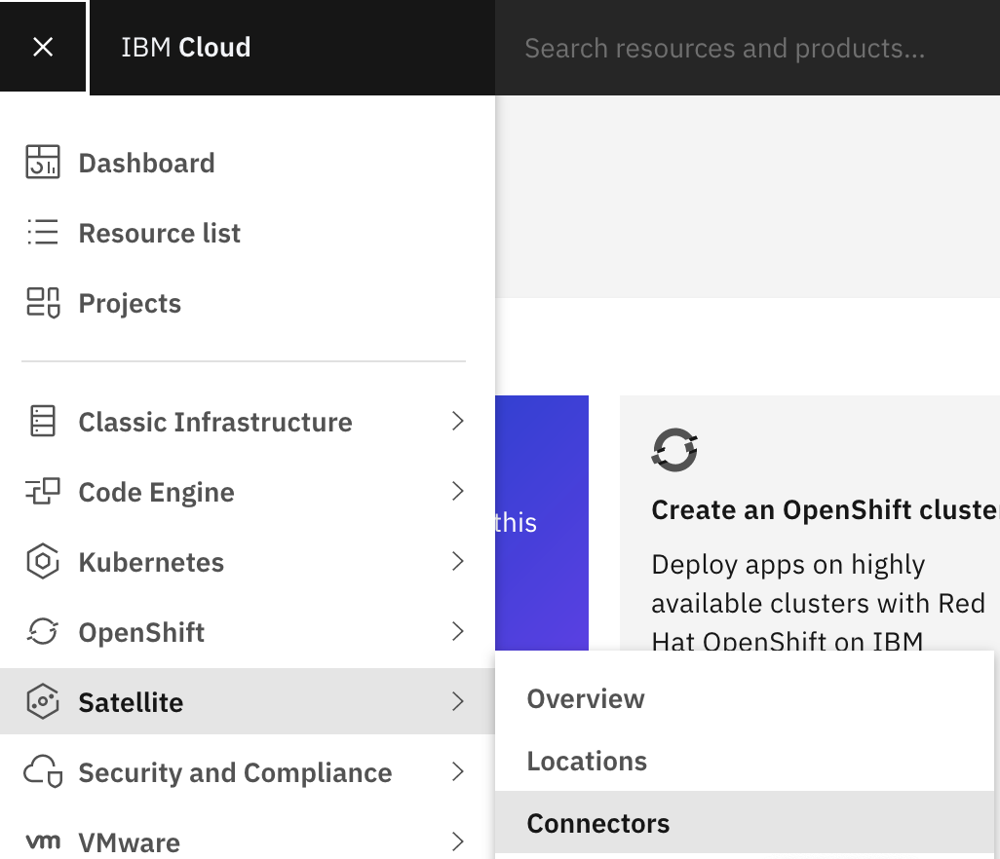 IBM Cloud
Search resources and products...
Dashboard
Resource list
Projects
Classic Infrastructure
Code Engine
Kubernetes
OpenShift
Satellite
Security and Compliance
vm VMware
this
Create an OpenShift cluster
Deploy apps on highly
available clusters with Red
Hat OpenShift on IBM
Overview
Locations
Connectors